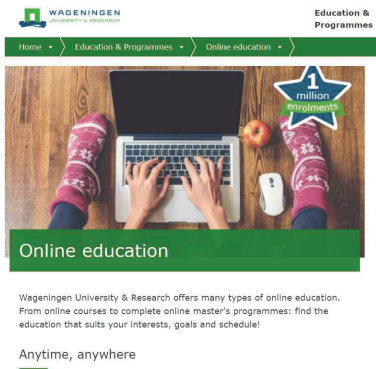 WAGENINGEN
UNIVERSITY & RESEARCH
Education &
Programmes
Home
Education & Programmes
Online education
1
million
enrolments
Online education
Wageningen University & Research offers many types of online education.
From online courses to complete online master's programmes: find the
education that suits your interests, goals and schedule!
Anytime, anywhere